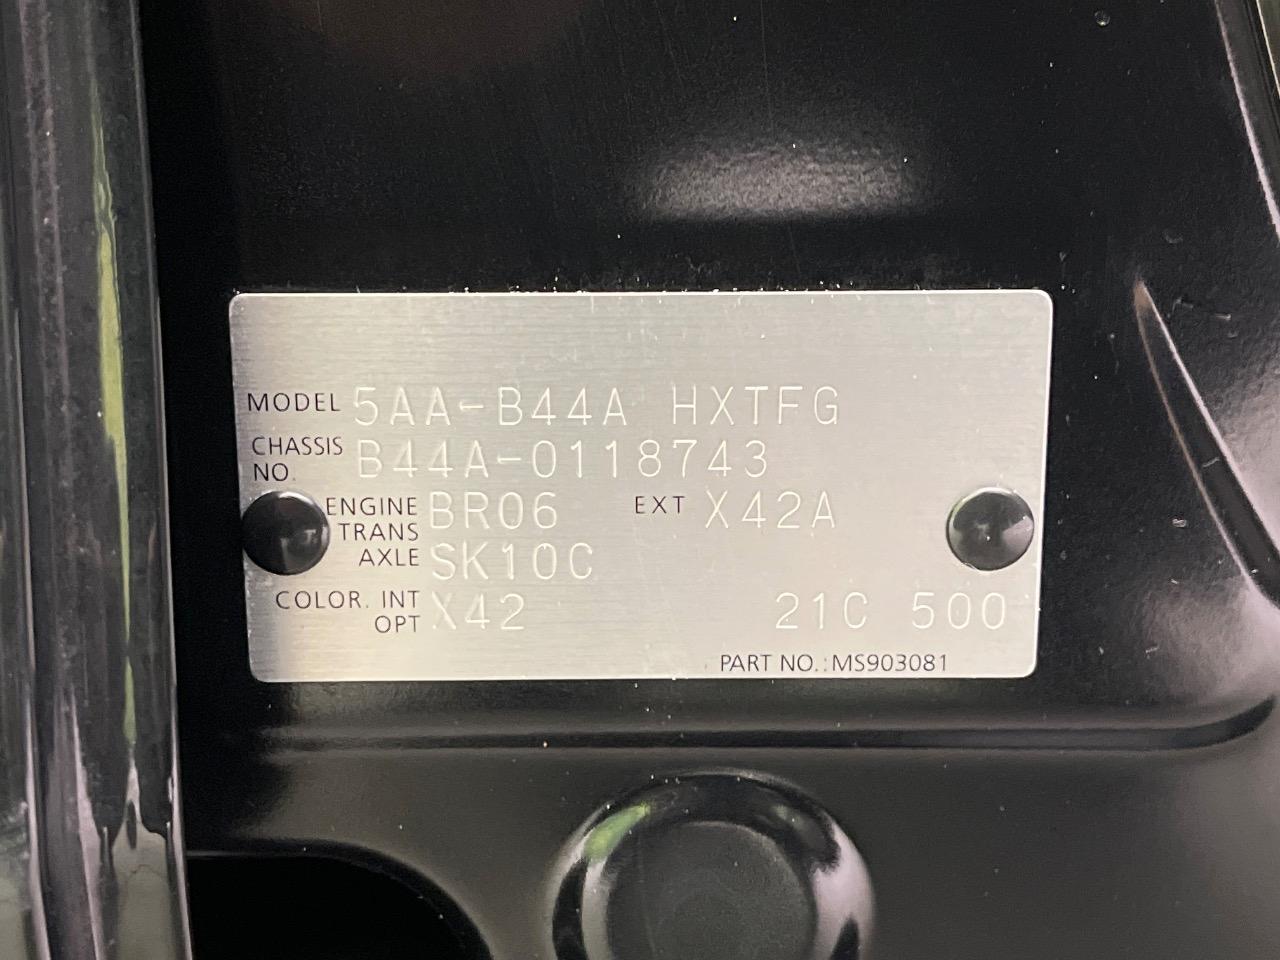 MODEL 5AA-B44A HXTFG
CHASSIS NO. B44A-0118743
ENGINE BR06 EXT X42A
TRANS AXLE SK10C
COLOR. INT OPT X42 21C 500
PART NO.: MS903081